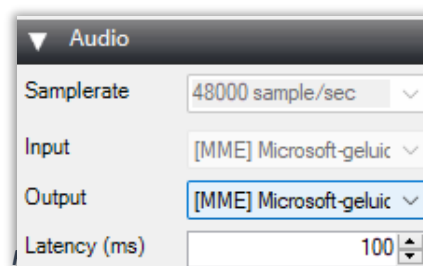 Audio
Samplerate 48000 sample/sec
Input [MME] Microsoft-geluic
Output [MME] Microsoft-geluic
Latency (ms) 100